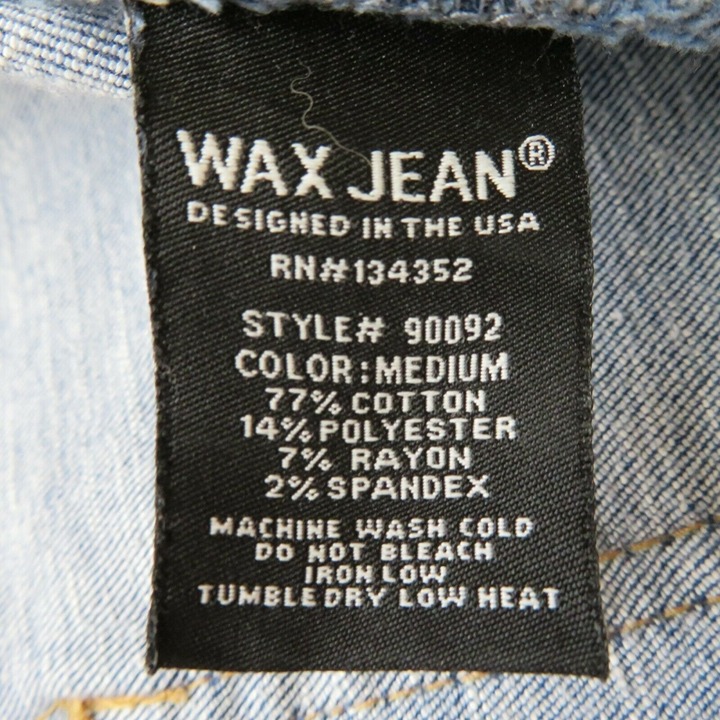 WAX JEAN®
DESIGNED IN THE USA
RN#134352
STYLE# 90092
COLOR:MEDIUM
77% COTTON
14% POLYESTER
7% RAYON
2% SPANDEX
MACHINE WASH COLD
DO NOT BLEACH
IRON LOW
TUMBLE DRY LOW HEAT